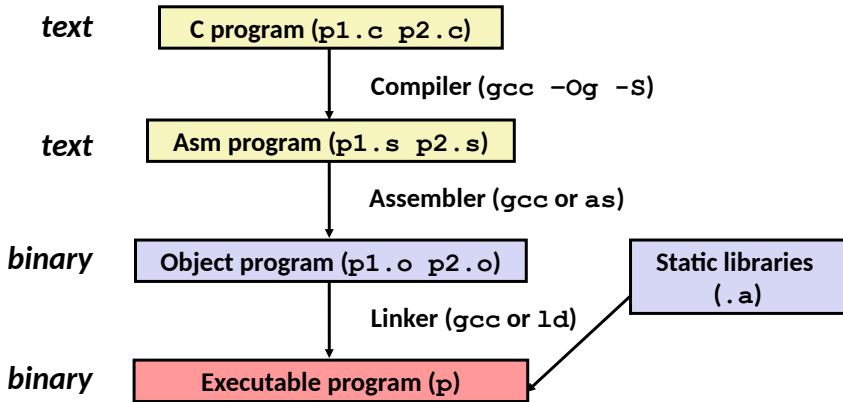 text
C program (p1.c p2.c)
Compiler (gcc –Og -S)
text
Asm program (p1.s p2.s)
Assembler (gcc or as)
binary
Object program (p1.o p2.o)
Static libraries
(.a)
Linker (gcc or ld)
binary
Executable program (p)